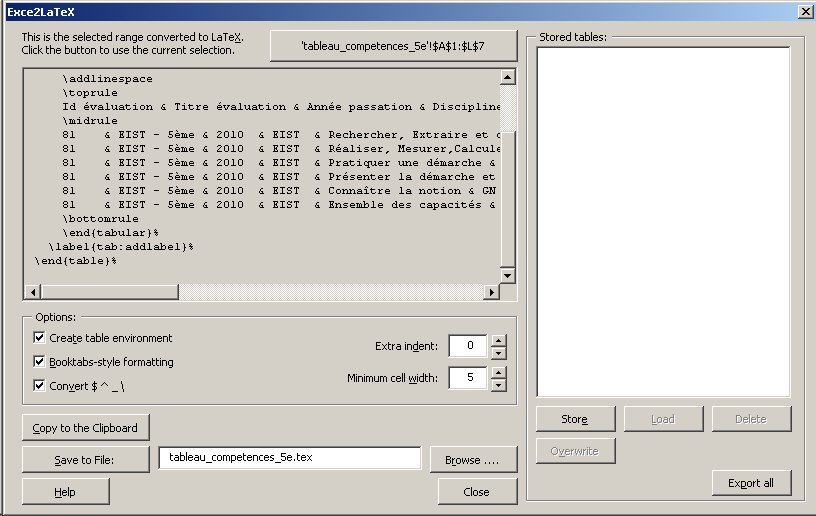 Exce2LaTeX
This is the selected range converted to LaTeX.
Click the button to use the current selection.
'tableau_competences_5e'!$A$1:$L$7
\addlinespace
\toprule
Id évaluation & Titre évaluation & Année passation & Discipline
\midrule
81 & EIST - 5ème & 2010 & EIST & Rechercher, Extraire et
81 & EIST - 5ème & 2010 & EIST & Réaliser, Mesurer,Calcule
81 & EIST - 5ème & 2010 & EIST & Pratiquer une démarche &
81 & EIST - 5ème & 2010 & EIST & Présenter la démarche et
81 & EIST - 5ème & 2010 & EIST & Connaître la notion & GN
81 & EIST - 5ème & 2010 & EIST & Ensemble des capacités &
\bottomrule
\end{tabular}%
\label{tab:addlabel}%
\end{table}%
Options:
Create table environment
Booktabs-style formatting
Convert $ ^ _ \
Extra indent: 0
Minimum cell width: 5
Copy to the Clipboard
Save to File: tableau_competences_5e.tex Browse ....
Help Close
Stored tables:
Store Load Delete
Overwrite
Export all